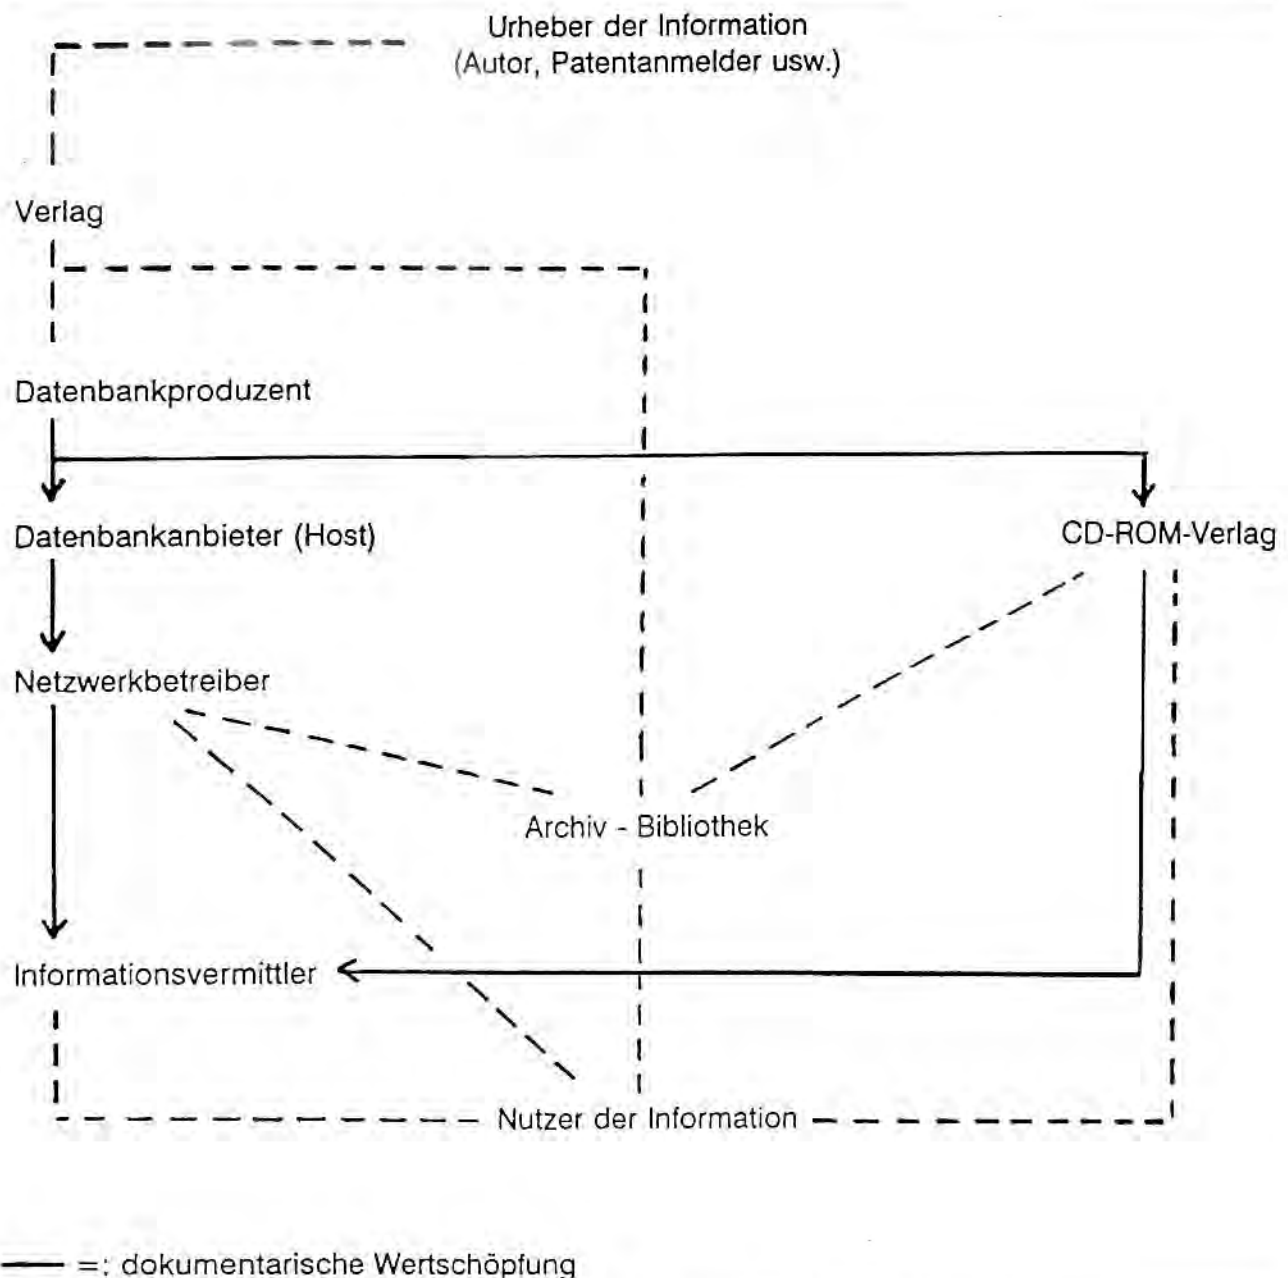 Urheber der Information
(Autor, Patentanmelder usw.)
Verlag
Datenbankproduzent
Datenbankanbieter (Host)
CD-ROM-Verlag
Netzwerkbetreiber
Archiv - Bibliothek
Informationsvermittler
Nutzer der Information
=: dokumentarische Wertschöpfung